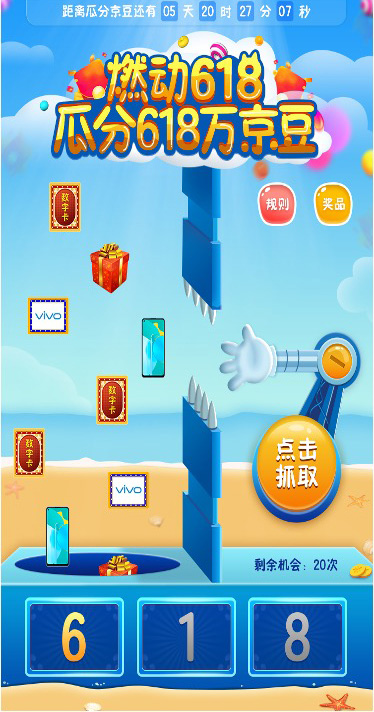 距离瓜分京豆还有 05 天 20 时 27 分 07 秒
燃动618
瓜分618万京豆
规则
奖品
数字卡
vivo
数字卡
数字卡
vivo
点击
抓取
剩余机会：20次
6 1 8